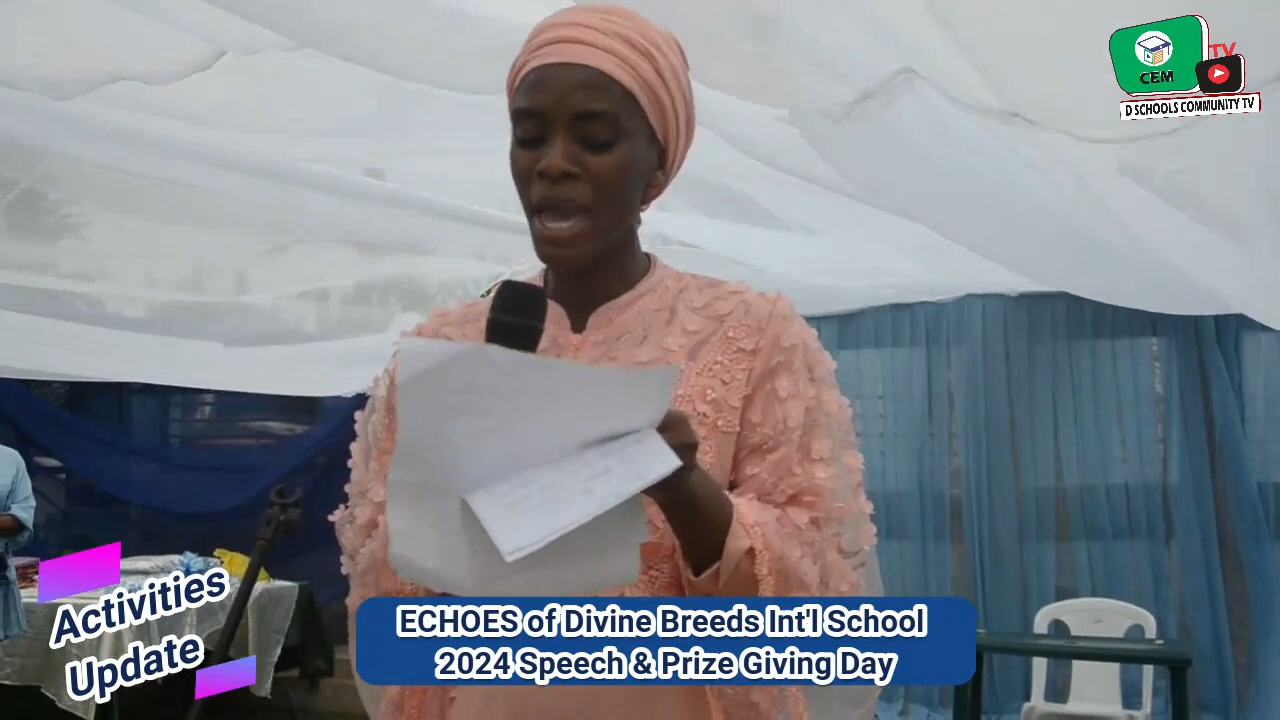 CEM
TV
D SCHOOLS COMMUNITY TV
ECHOES of Divine Breeds Int'l School
2024 Speech & Prize Giving Day
Activities
Update